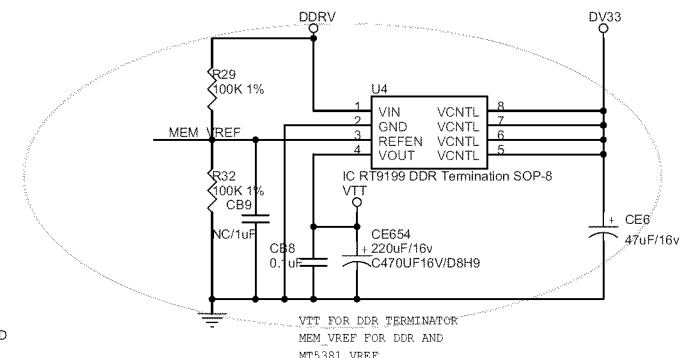 DDRV
DV33
R29
100K 1%
U4
1 VIN VCNTL 8
2 GND VCNTL 7
3 REFEN VCNTL 6
4 VOUT VCNTL 5
MEM_VREF
IC RT9199 DDR Termination SOP-8
R32
100K 1%
VTT
CB9
NC/1uF
CB8
0.1uF
CE654
220uF/16v
C470UF16V/D8H9
CE6
47uF/16v
VTT FOR DDR TERMINATOR
MEM_VREF FOR DDR AND
MT5381 VREF
D